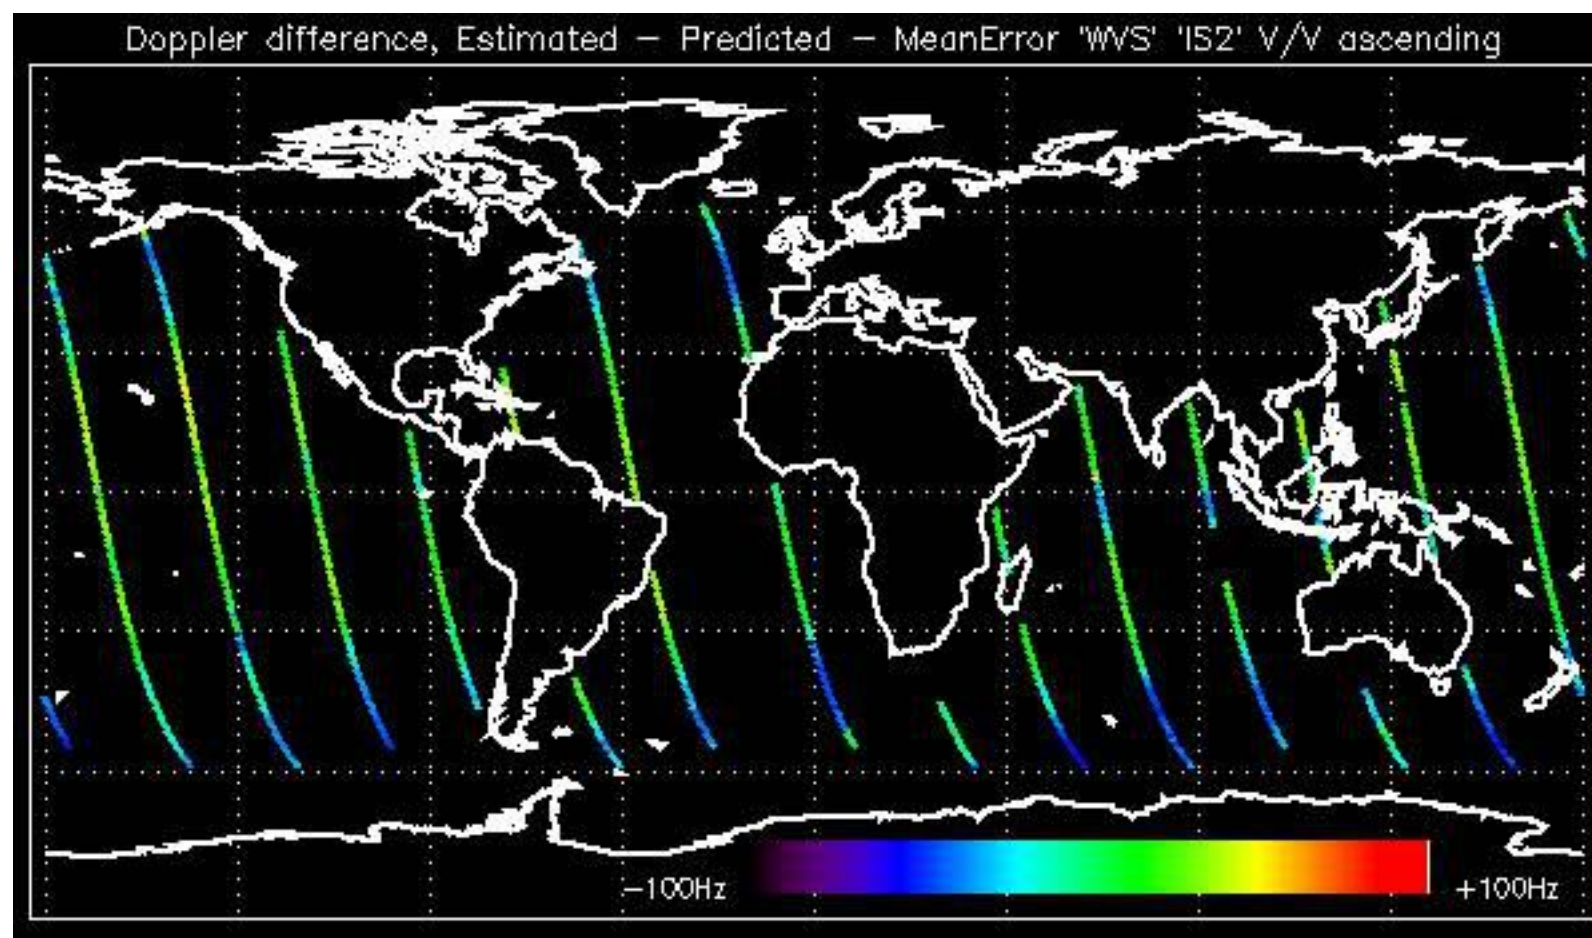 Doppler difference, Estimated − Predicted − MeanError 'WVS' 'IS2' V/V ascending
−100Hz
+100Hz